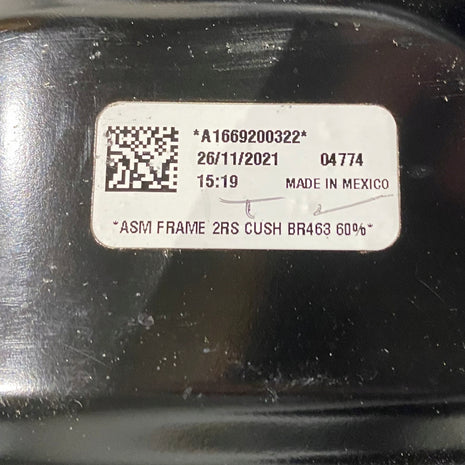 *A1669200322*
26/11/2021 04774
15:19 MADE IN MEXICO
*ASM FRAME 2RS CUSH BR463 60%*